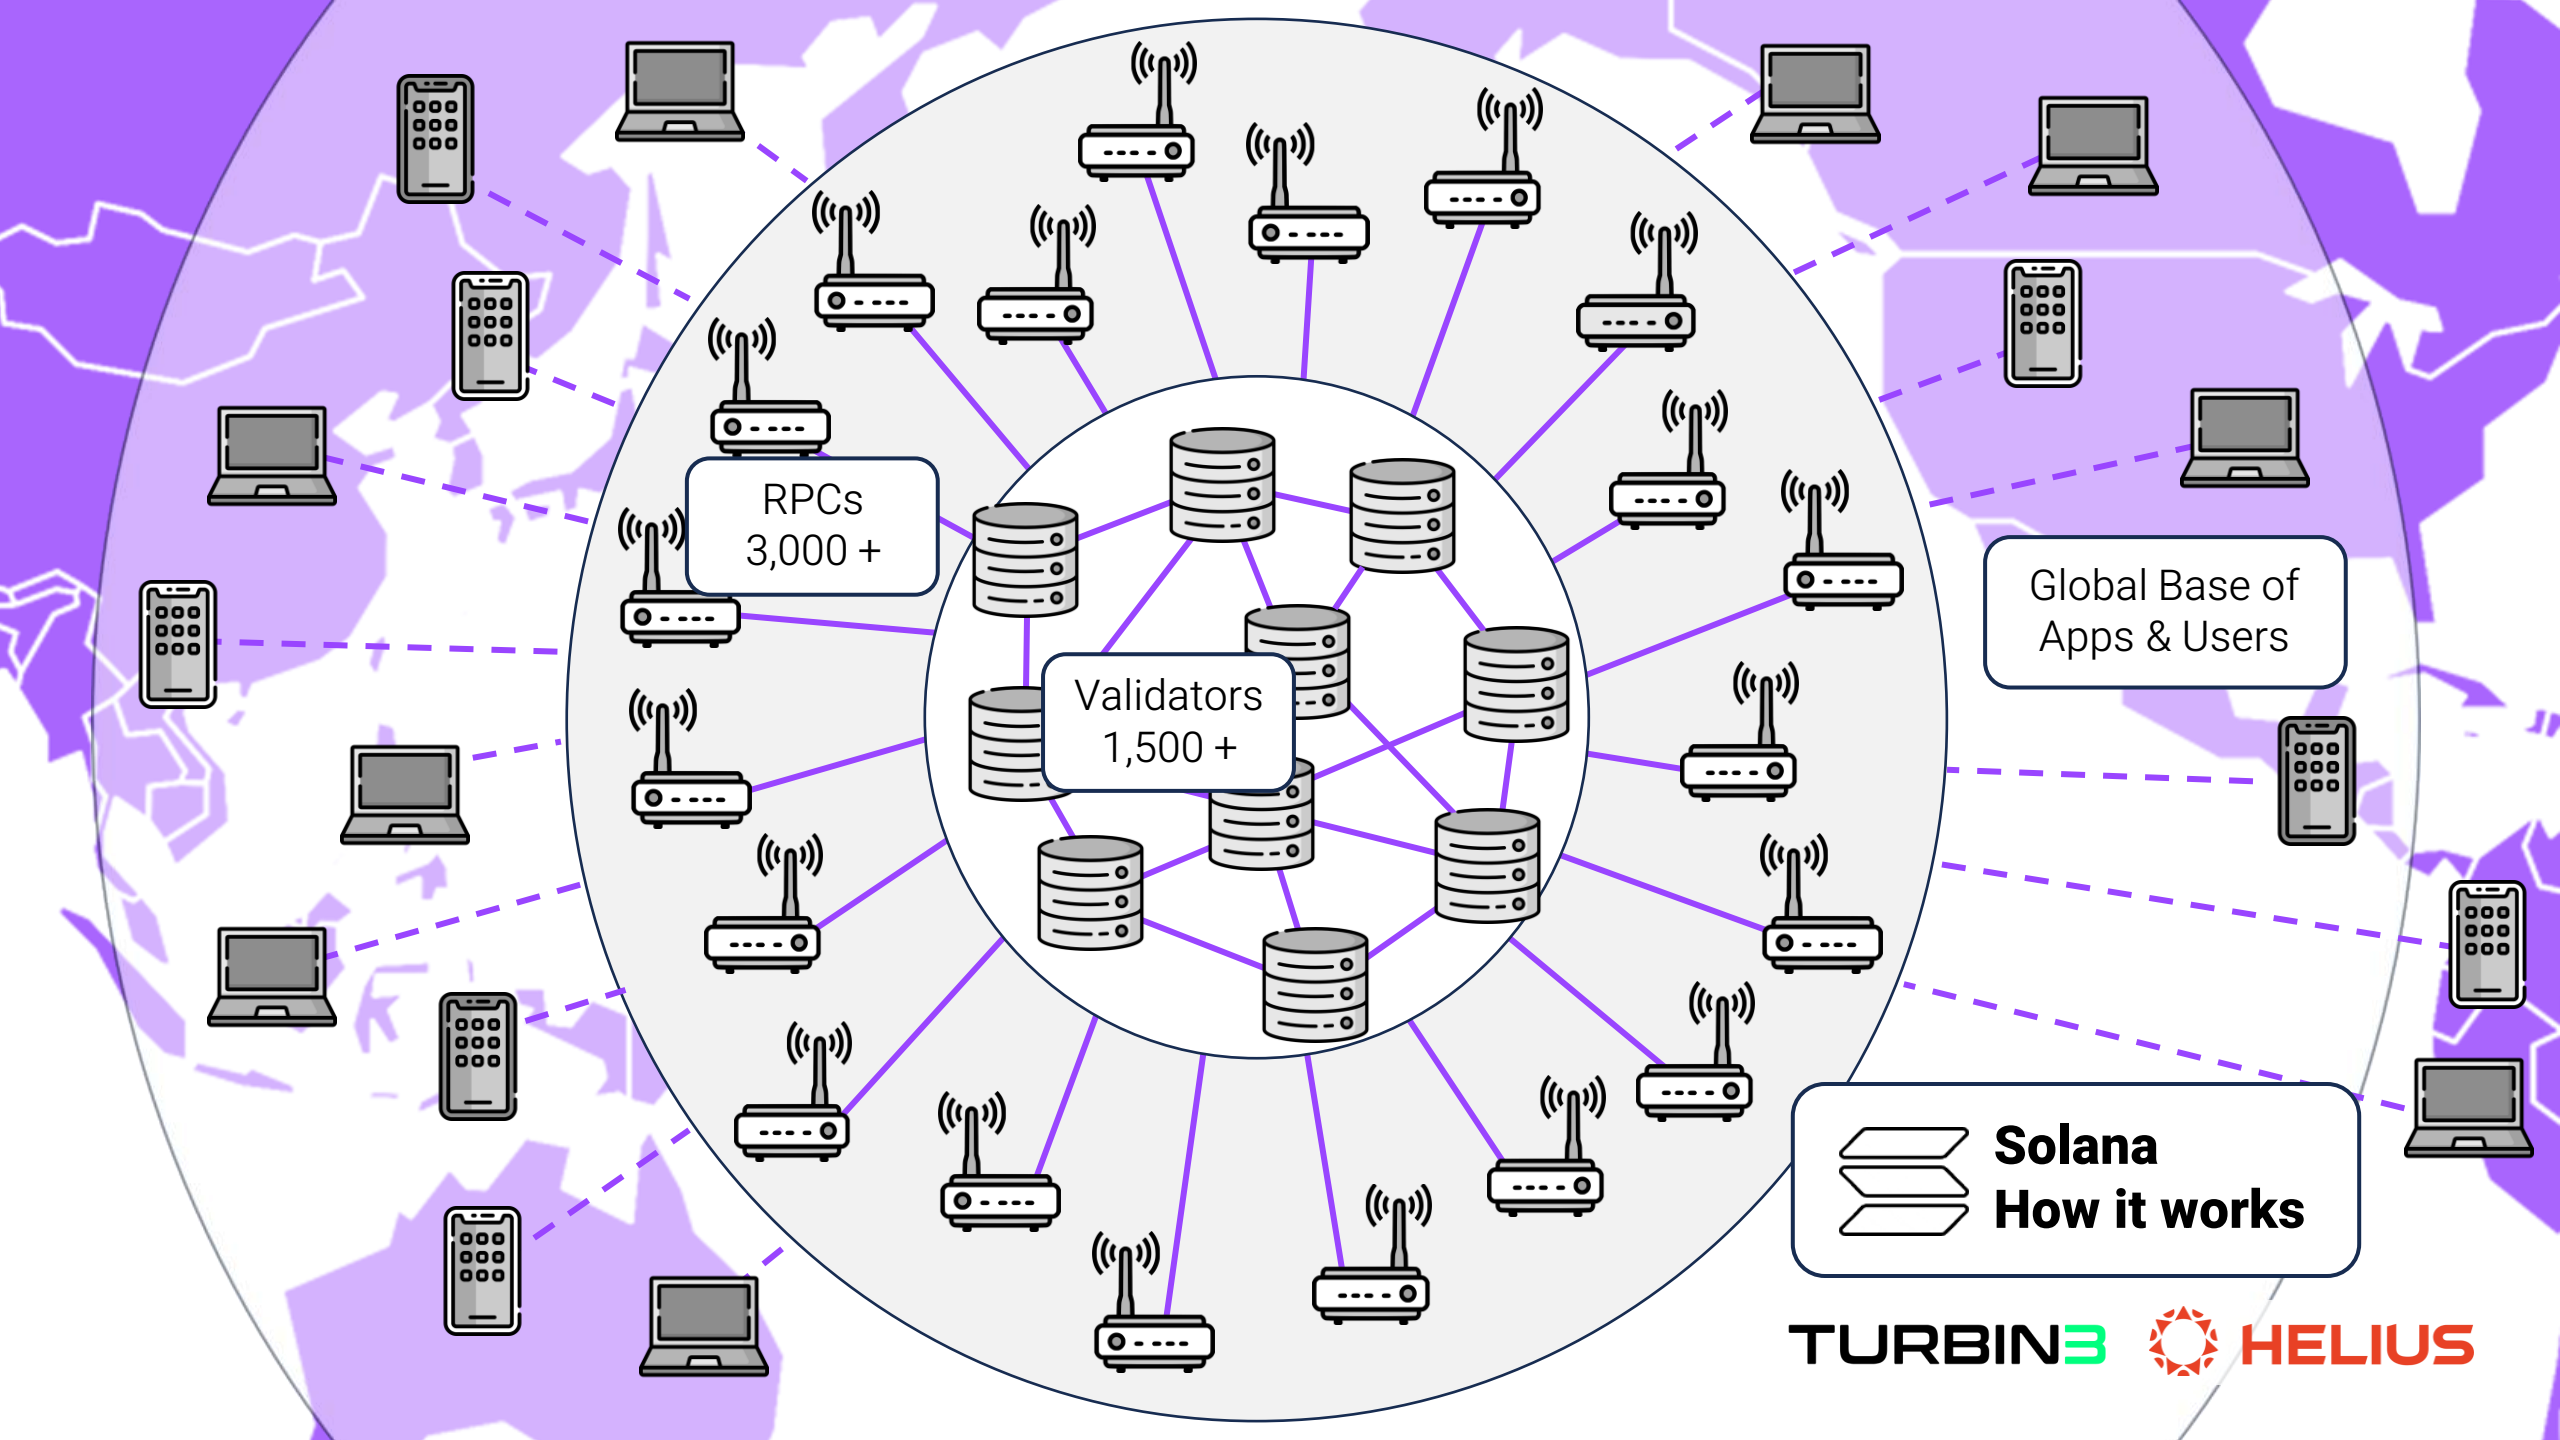 RPCs
3,000 +
Validators
1,500 +
Global Base of
Apps & Users
Solana
How it works
TURBIN3
HELIUS